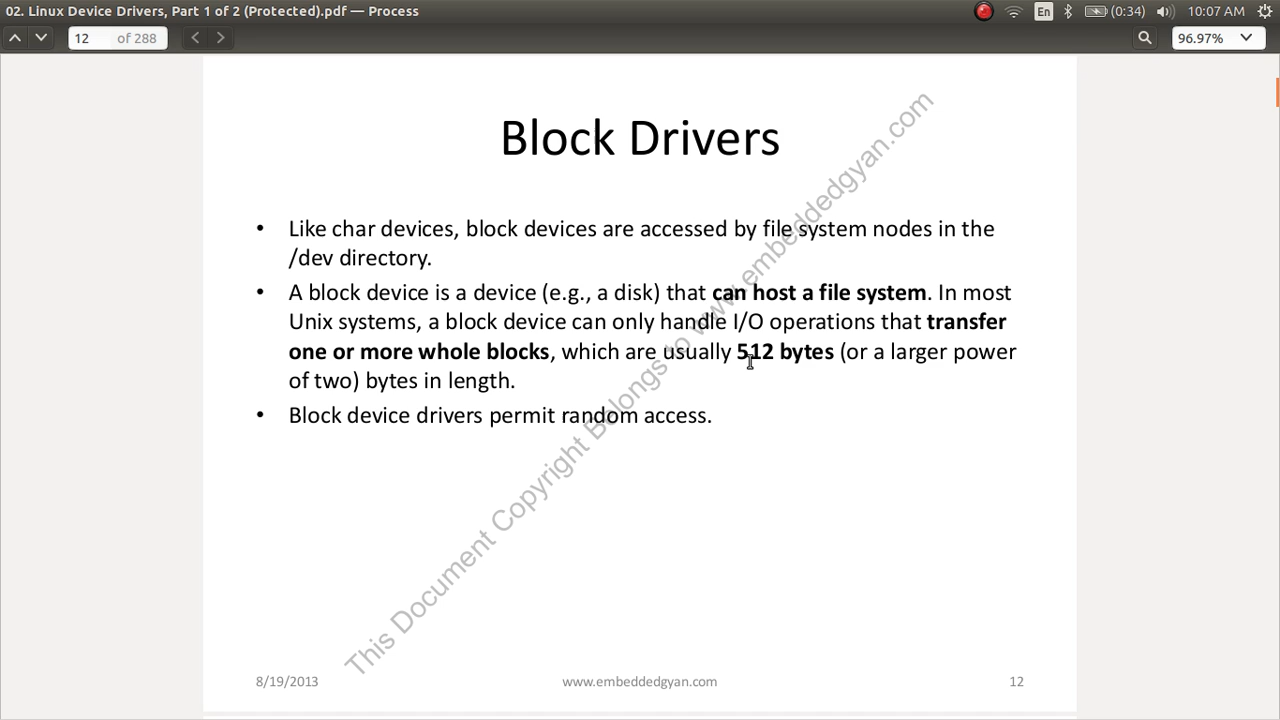 02. Linux Device Drivers, Part 1 of 2 (Protected).pdf — Process
En
(0:34)
10:07 AM
12 of 288
96.97%
Block Drivers
• Like char devices, block devices are accessed by file system nodes in the
/dev directory.
• A block device is a device (e.g., a disk) that can host a file system. In most
Unix systems, a block device can only handle I/O operations that transfer
one or more whole blocks, which are usually 512 bytes (or a larger power
of two) bytes in length.
• Block device drivers permit random access.
This Document Copyright Belongs to www.embeddedgyan.com
8/19/2013
www.embeddedgyan.com
12